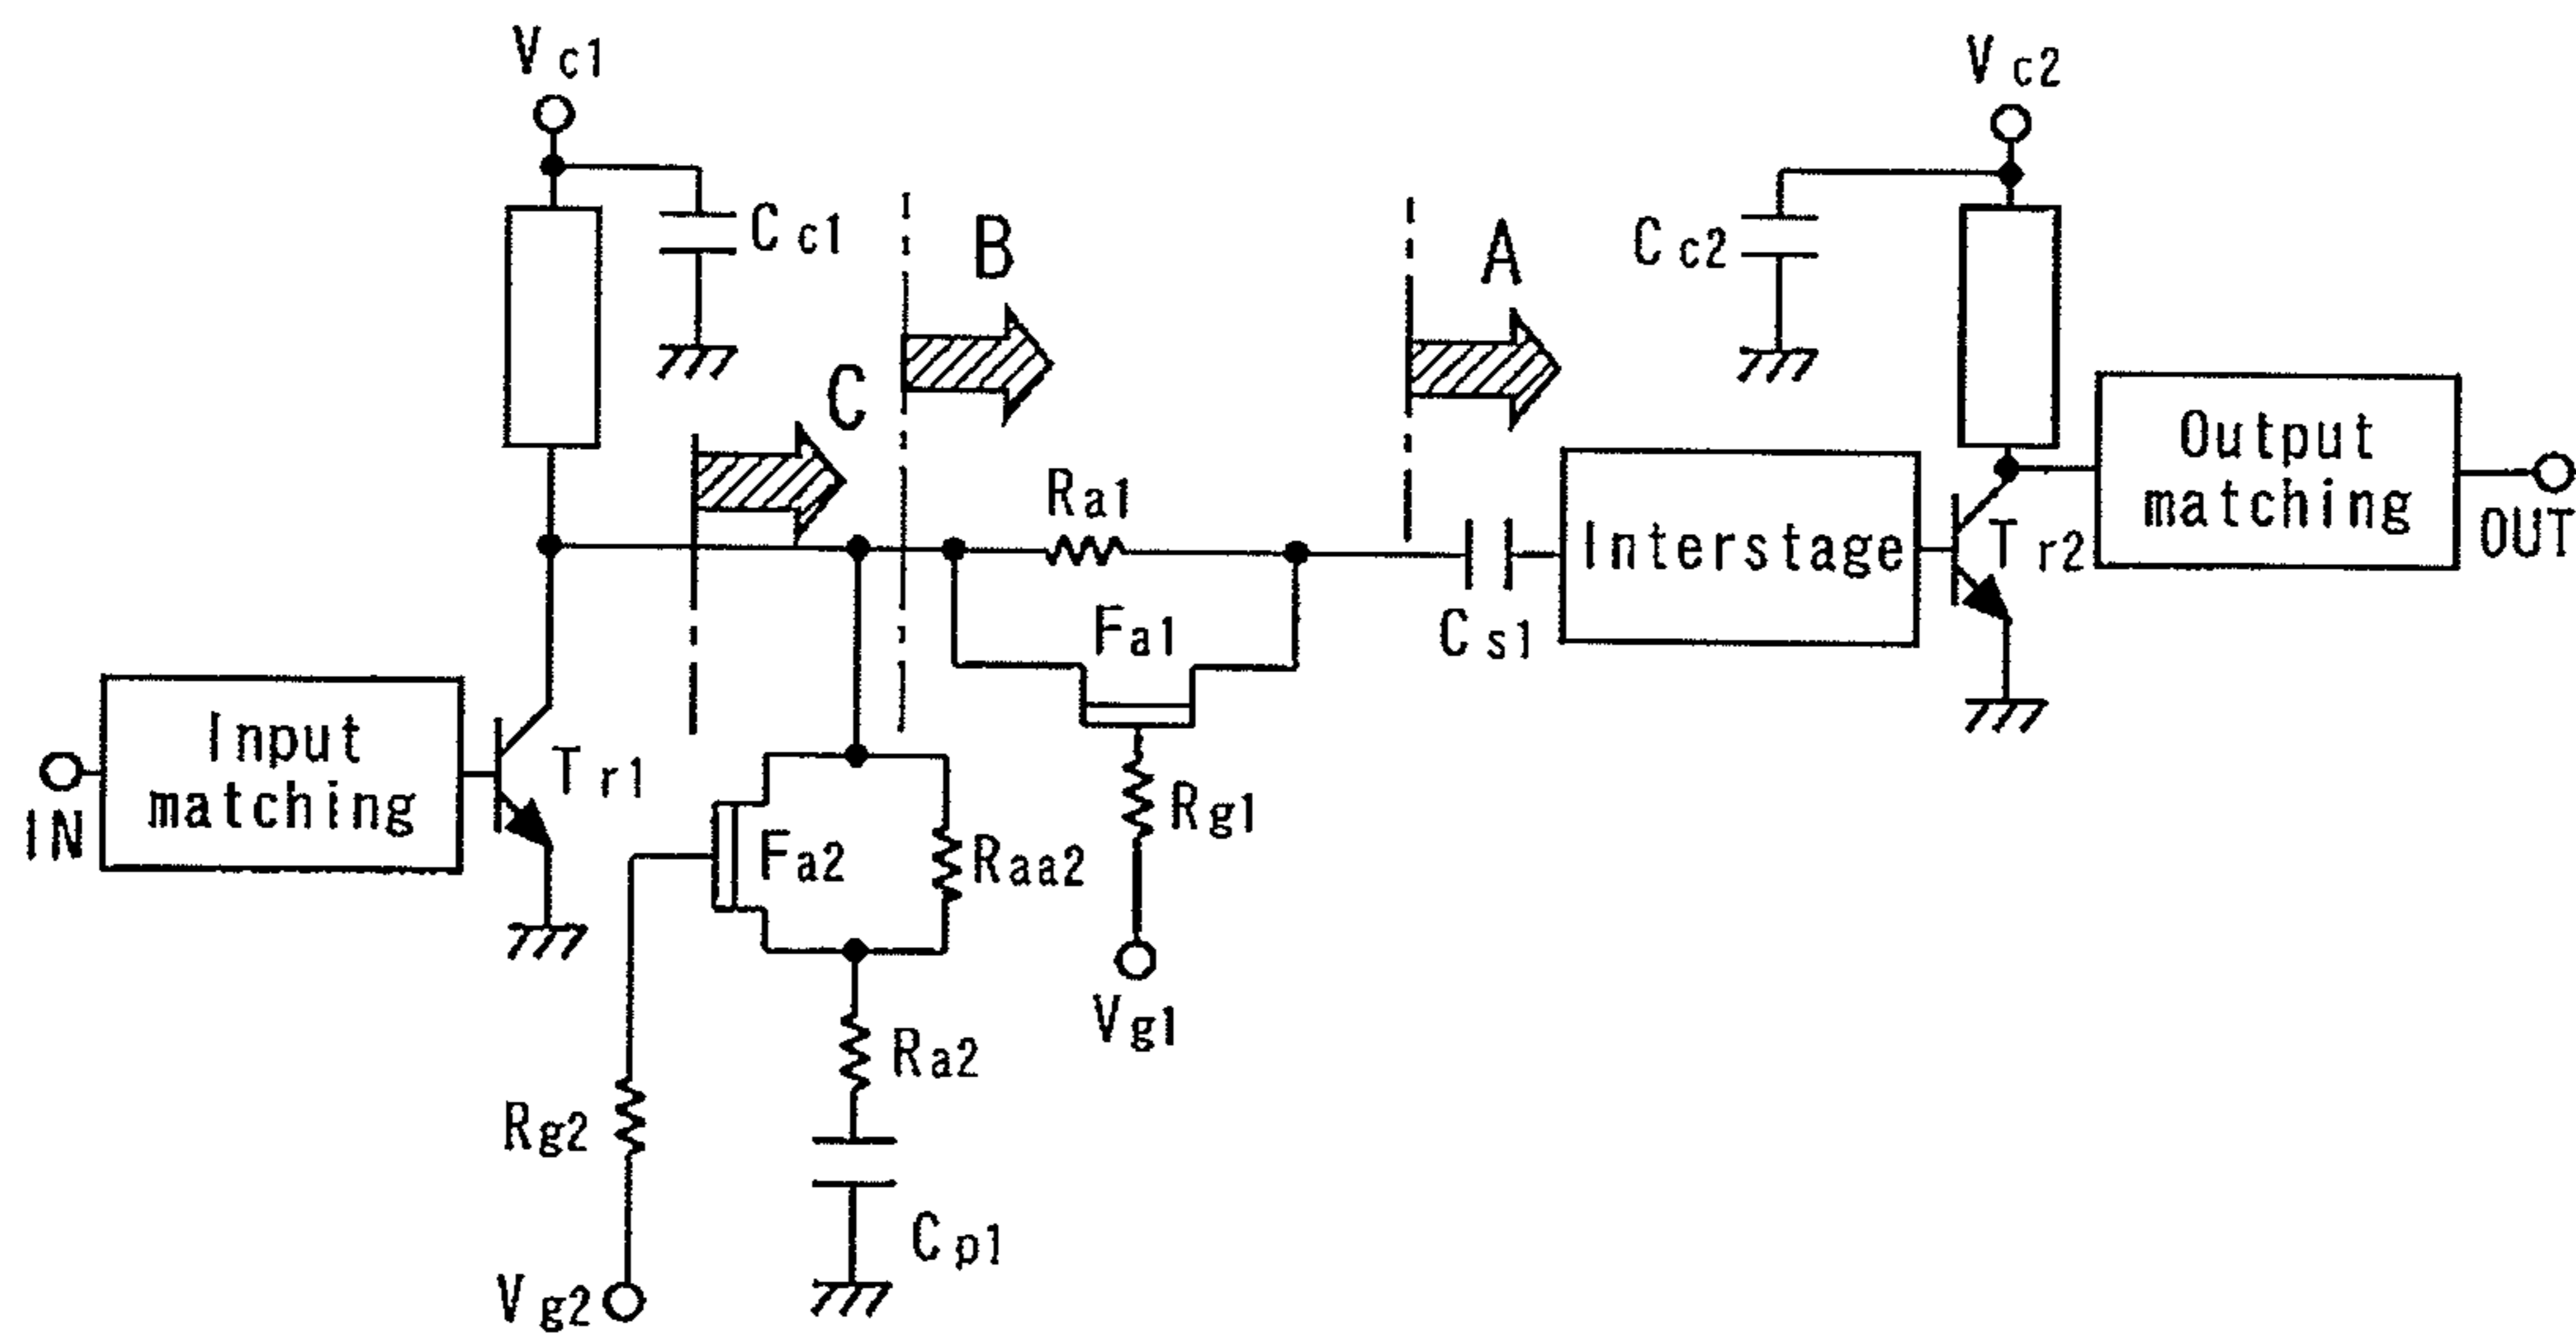 Vc1
Vc2
Cc1
B
A
Cc2
C
Output
matching
OUT
Ra1
Interstage
Tr2
Fa1
Cs1
Input
matching
IN
Tr1
Fa2
Raa2
Rg1
Vg1
Ra2
Rg2
Cp1
Vg2